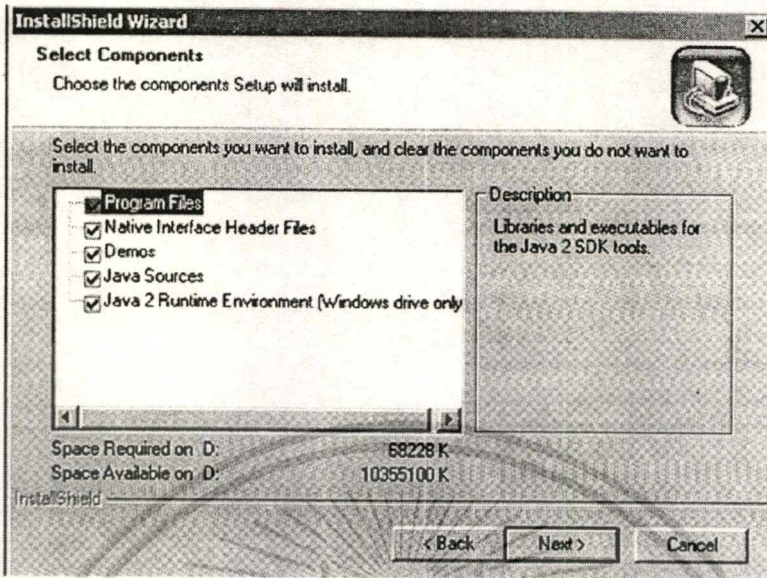 InstallShield Wizard
Select Components
Choose the components Setup will install.
Select the components you want to install, and clear the components you do not want to
install.
Program Files
Native Interface Header Files
Demos
Java Sources
Java 2 Runtime Environment (Windows drive only
Description
Libraries and executables for
the Java 2 SDK tools.
Space Required on D: 68228 K
Space Available on D: 10355100 K
InstallShield
< Back
Next >
Cancel